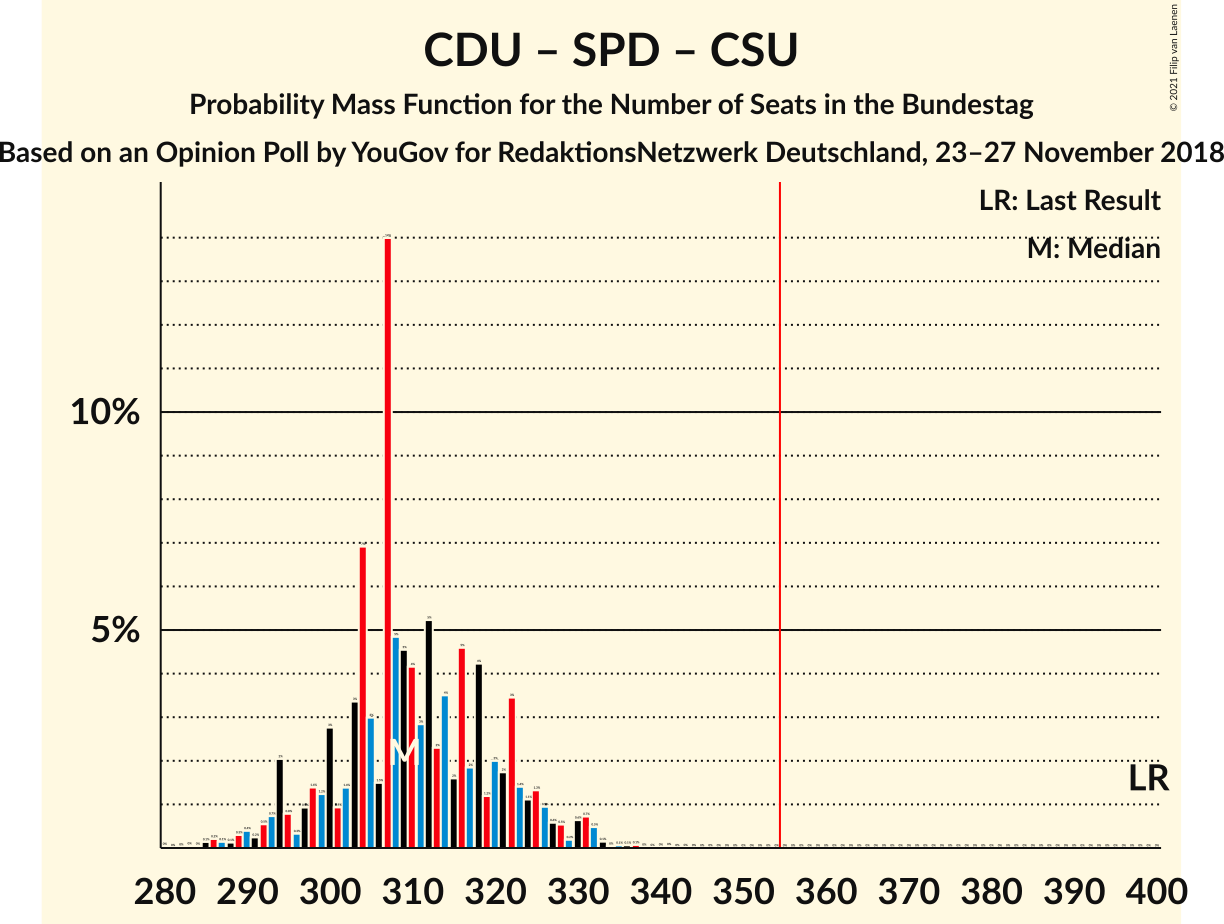 CDU – SPD – CSU
Probability Mass Function for the Number of Seats in the Bundestag
Based on an Opinion Poll by YouGov for RedaktionsNetzwerk Deutschland, 23–27 November 2018
© 2021 Filip van Laenen
LR: Last Result
M: Median
10%
5%
M
LR
280 290 300 310 320 330 340 350 360 370 380 390 400